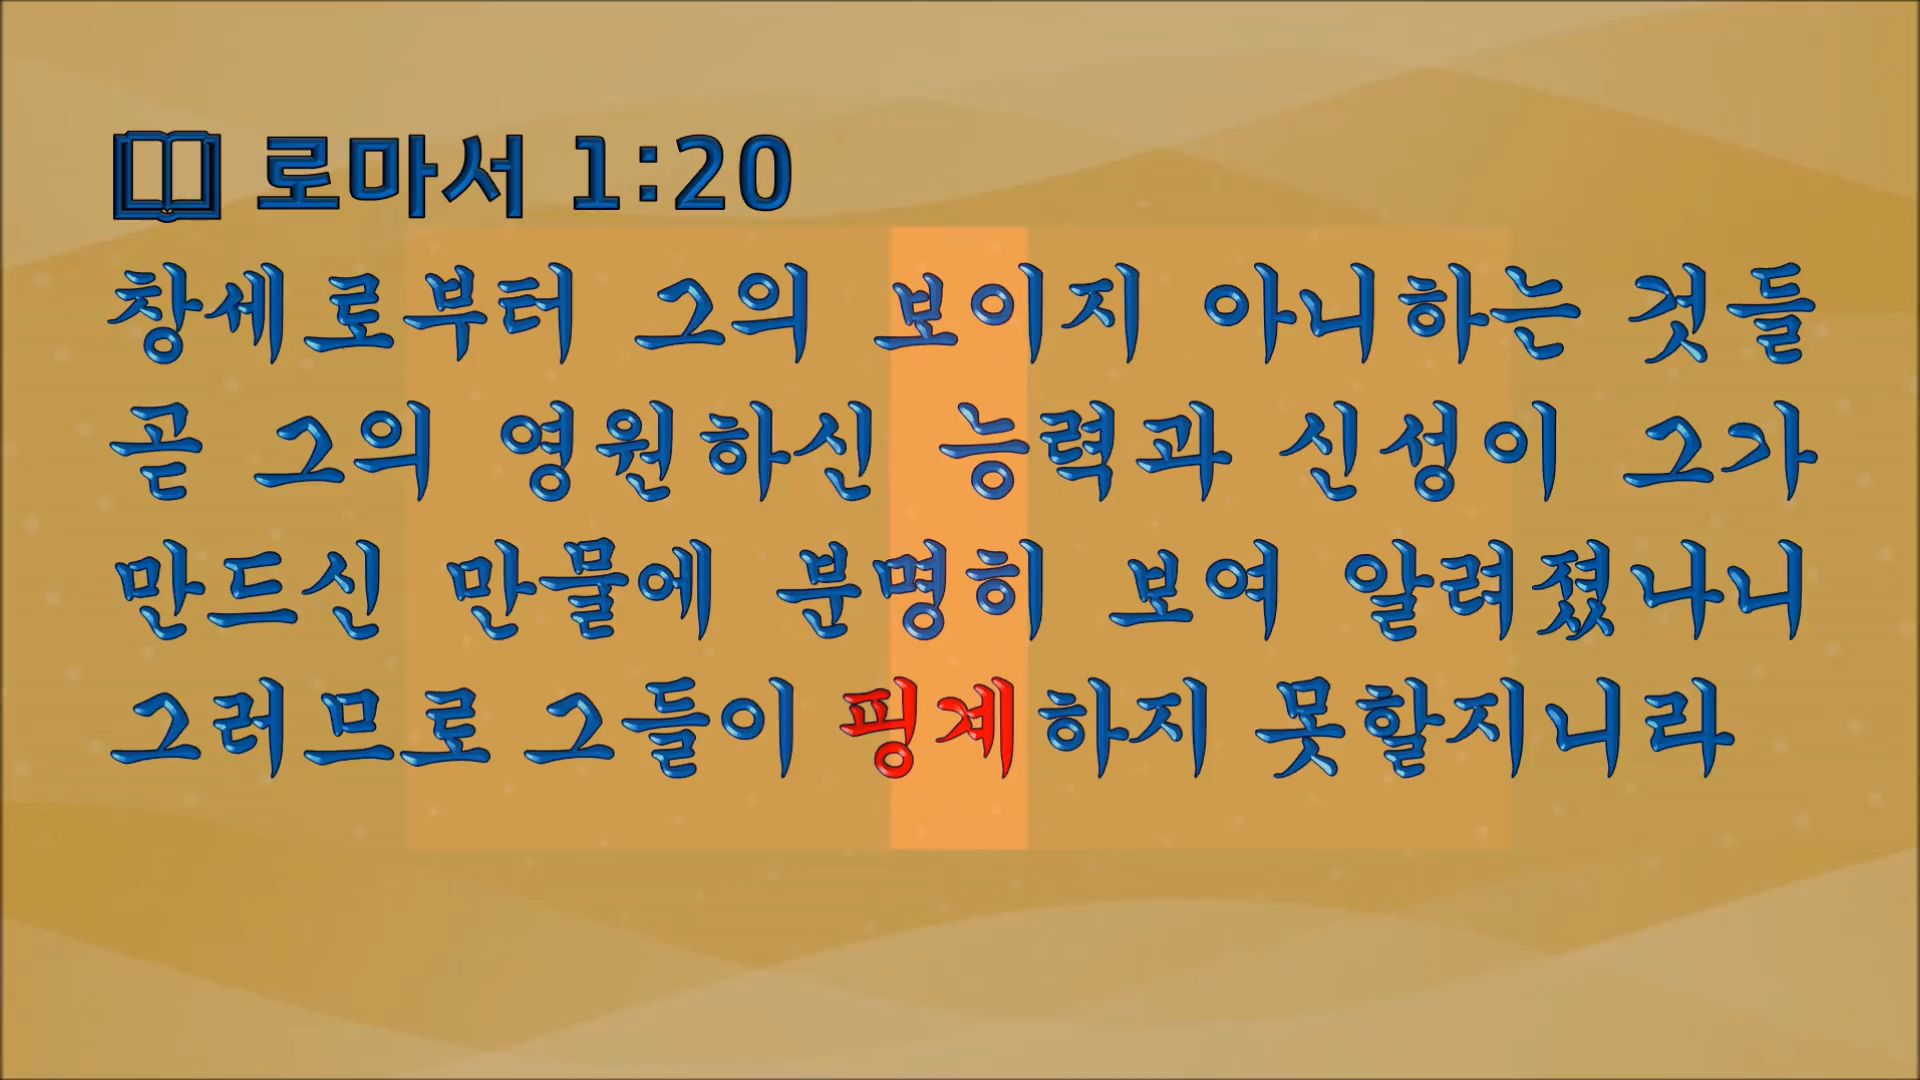 로마서 1:20
창세로부터 그의 보이지 아니하는 것들
곧 그의 영원하신 능력과 신성이 그가
만드신 만물에 분명히 보여 알려졌나니
그러므로 그들이 핑계하지 못할지니라